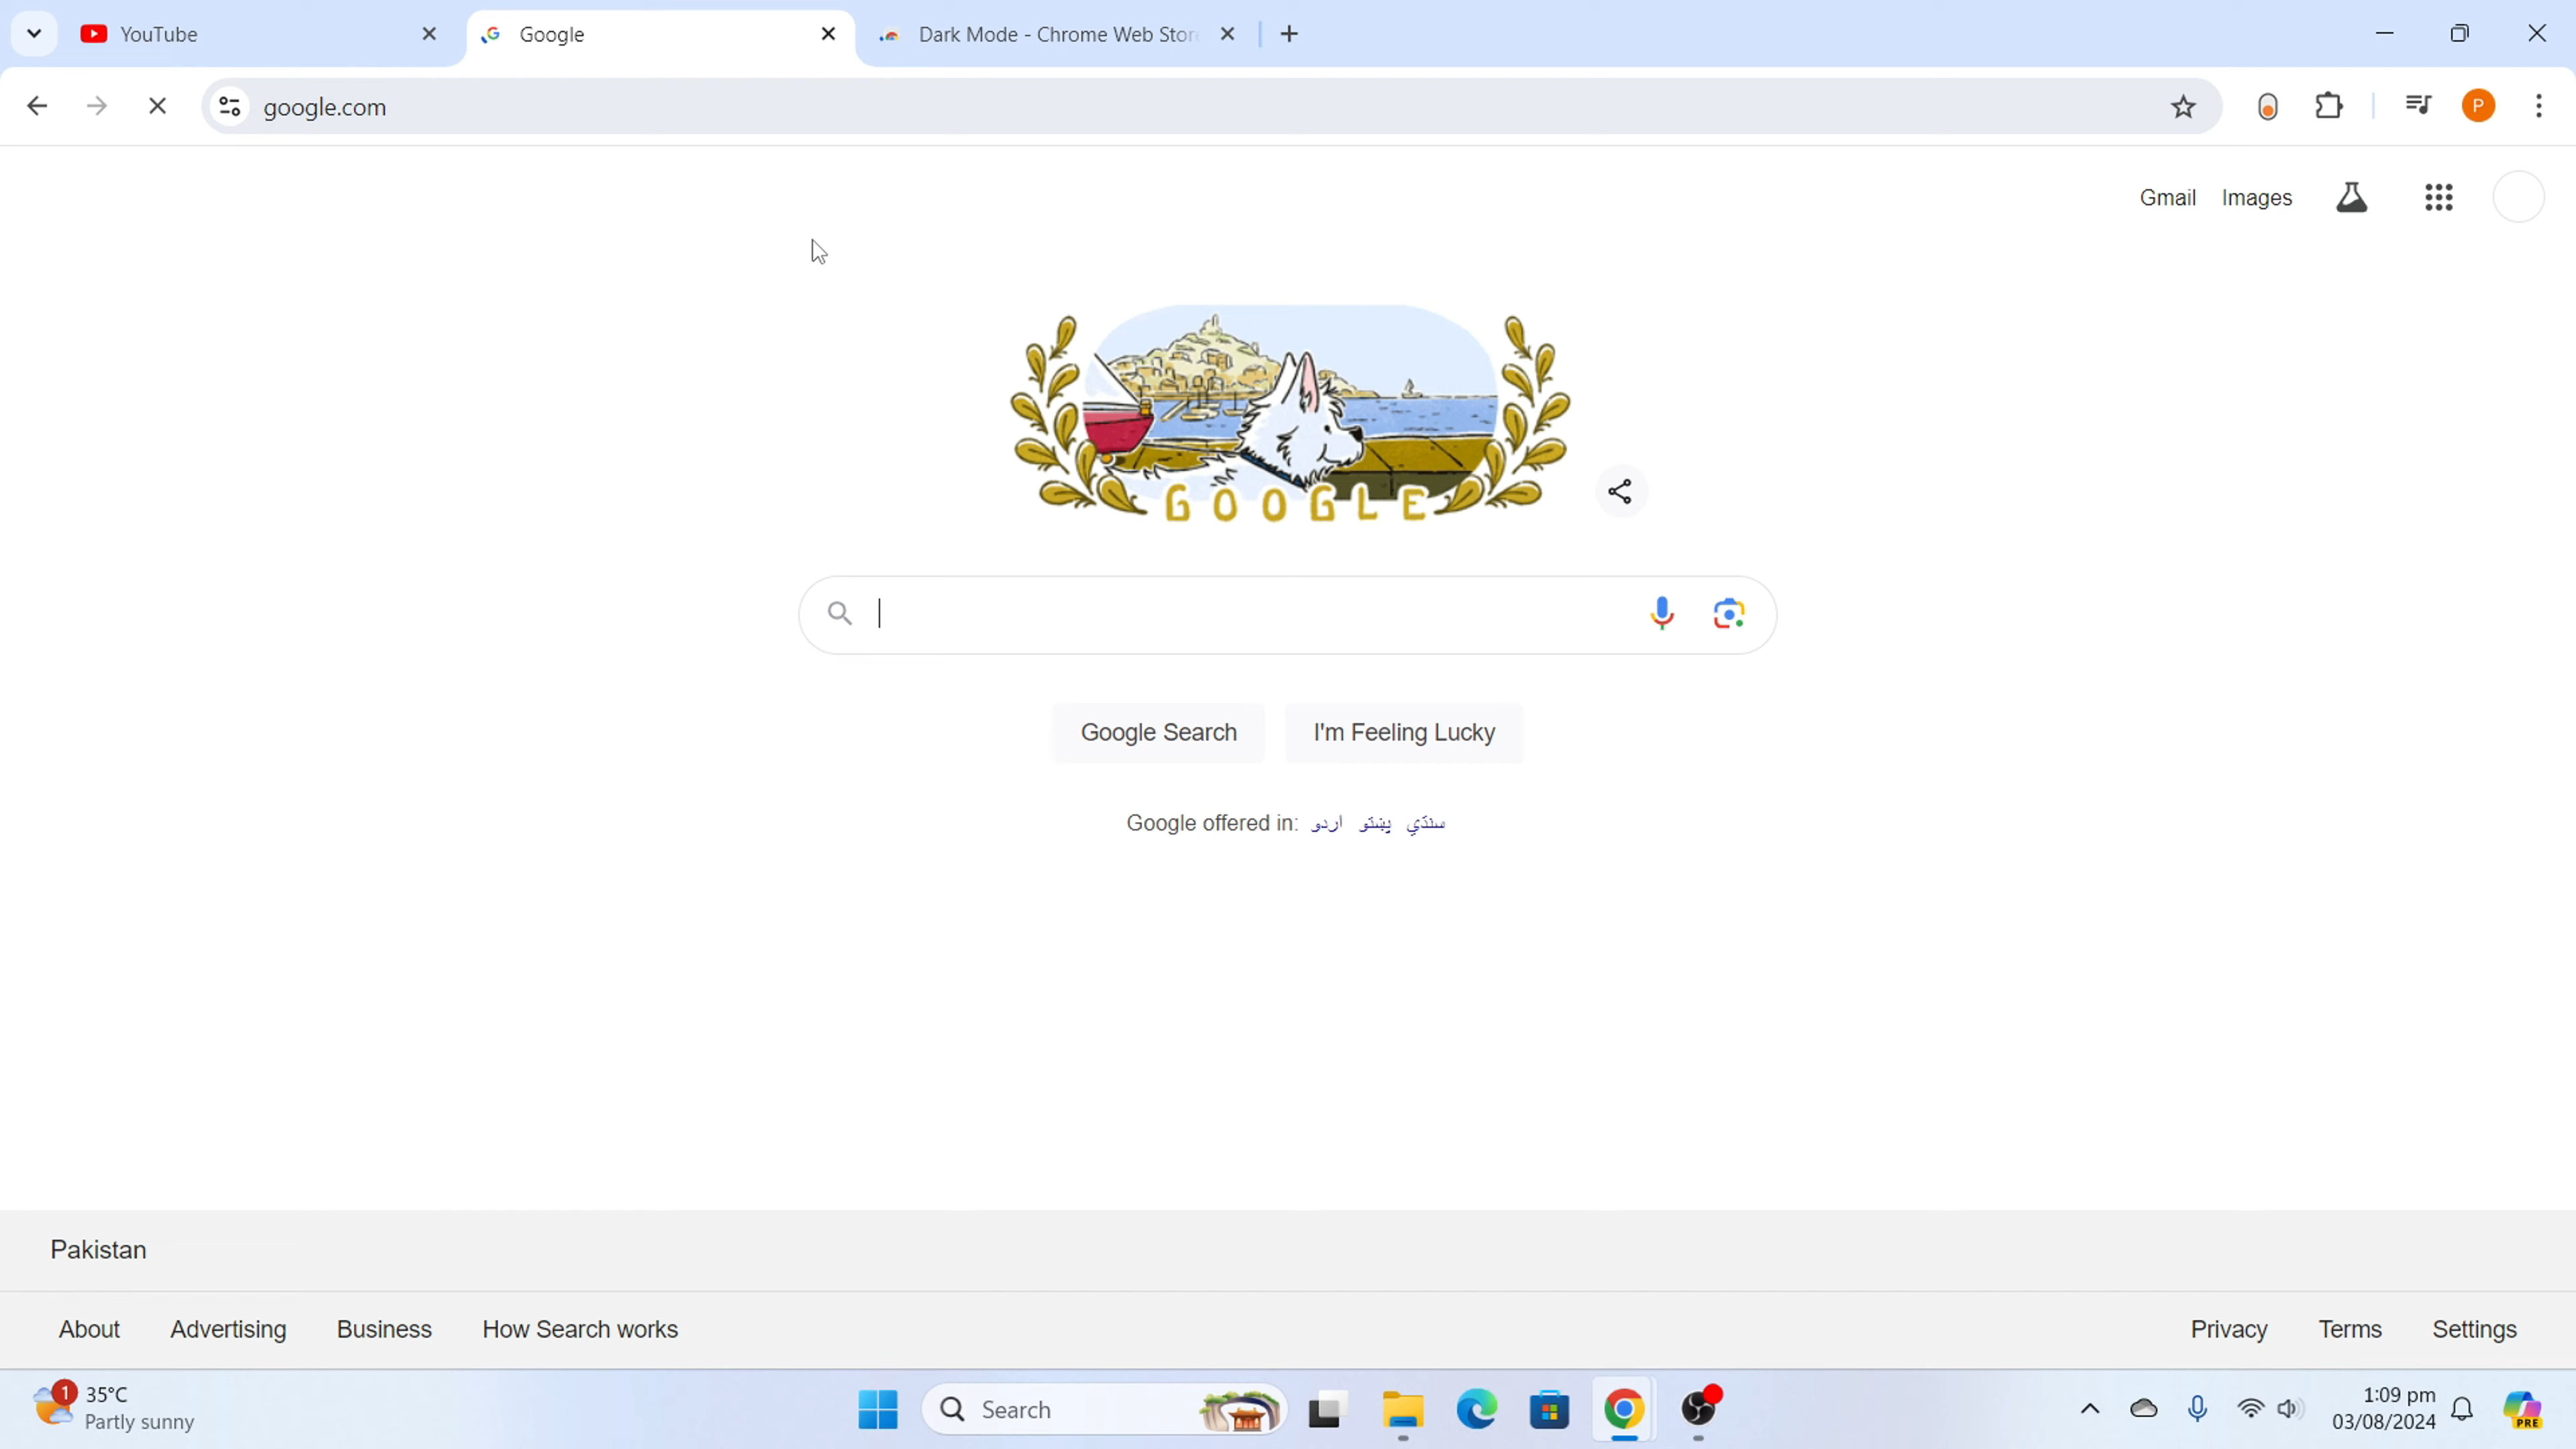 YouTube
Google
Dark Mode - Chrome Web Stor
google.com
P
Gmail Images
GOOGLE
Google Search I'm Feeling Lucky
Google offered in: اردو پښتو سنڌي
Pakistan
About Advertising Business How Search works Privacy Terms Settings
1 35°C
Partly sunny
Search
1:09 pm
03/08/2024
PRE